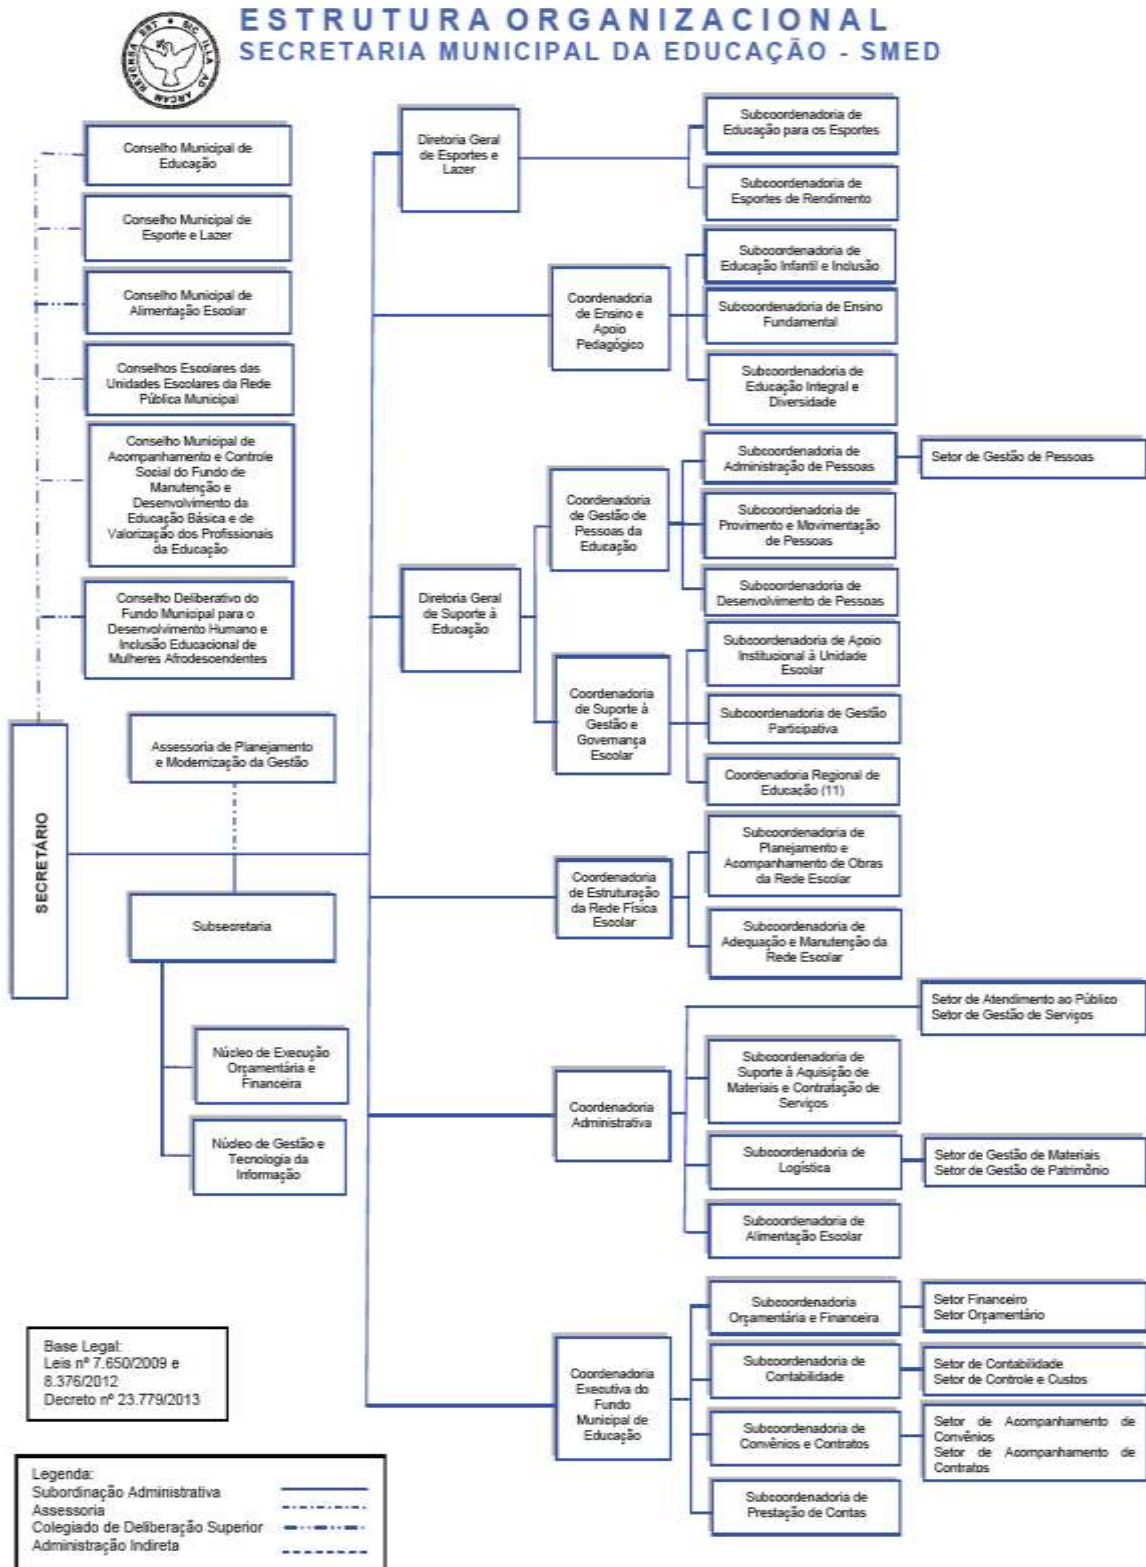 ESTRUTURA ORGANIZACIONAL
SECRETARIA MUNICIPAL DA EDUCAÇÃO - SMED
SIC ILLA AD ARCAM REVERSA EST
Conselho Municipal de
Educação
Conselho Municipal de
Esporte e Lazer
Conselho Municipal de
Alimentação Escolar
Conselhos Escolares das
Unidades Escolares da Rede
Pública Municipal
Conselho Municipal de
Acompanhamento e Controle
Social do Fundo de
Manutenção e
Desenvolvimento da
Educação Básica e de
Valorização dos Profissionais
da Educação
Conselho Deliberativo do
Fundo Municipal para o
Desenvolvimento Humano e
Inclusão Educacional de
Mulheres Afrodescendentes
SECRETÁRIO
Assessoria de Planejamento
e Modernização da Gestão
Subsecretaria
Núcleo de Execução
Orçamentária e
Financeira
Núcleo de Gestão e
Tecnologia da
Informação
Diretoria Geral
de Esportes e
Lazer
Subcoordenadoria de
Educação para os Esportes
Subcoordenadoria de
Esportes de Rendimento
Coordenadoria
de Ensino e
Apoio
Pedagógico
Subcoordenadoria de
Educação Infantil e Inclusão
Subcoordenadoria de Ensino
Fundamental
Subcoordenadoria de
Educação Integral e
Diversidade
Diretoria Geral
de Suporte à
Educação
Coordenadoria
de Gestão de
Pessoas da
Educação
Subcoordenadoria de
Administração de Pessoas
Setor de Gestão de Pessoas
Subcoordenadoria de
Provimento e Movimentação
de Pessoas
Subcoordenadoria de
Desenvolvimento de Pessoas
Coordenadoria
de Suporte à
Gestão e
Governança
Escolar
Subcoordenadoria de Apoio
Institucional à Unidade
Escolar
Subcoordenadoria de Gestão
Participativa
Coordenadoria Regional de
Educação (11)
Coordenadoria
de Estruturação
da Rede Física
Escolar
Subcoordenadoria de
Planejamento e
Acompanhamento de Obras
da Rede Escolar
Subcoordenadoria de
Adequação e Manutenção da
Rede Escolar
Coordenadoria
Administrativa
Setor de Atendimento ao Público
Setor de Gestão de Serviços
Subcoordenadoria de
Suporte à Aquisição de
Materiais e Contratação de
Serviços
Subcoordenadoria de
Logística
Setor de Gestão de Materiais
Setor de Gestão de Patrimônio
Subcoordenadoria de
Alimentação Escolar
Coordenadoria
Executiva do
Fundo
Municipal de
Educação
Subcoordenadoria
Orçamentária e Financeira
Setor Financeiro
Setor Orçamentário
Subcoordenadoria de
Contabilidade
Setor de Contabilidade
Setor de Controle e Custos
Subcoordenadoria de
Convênios e Contratos
Setor de Acompanhamento de
Convênios
Setor de Acompanhamento de
Contratos
Subcoordenadoria de
Prestação de Contas
Base Legal:
Leis nº 7.650/2009 e
8.376/2012
Decreto nº 23.779/2013
Legenda:
Subordinação Administrativa
Assessoria
Colegiado de Deliberação Superior
Administração Indireta